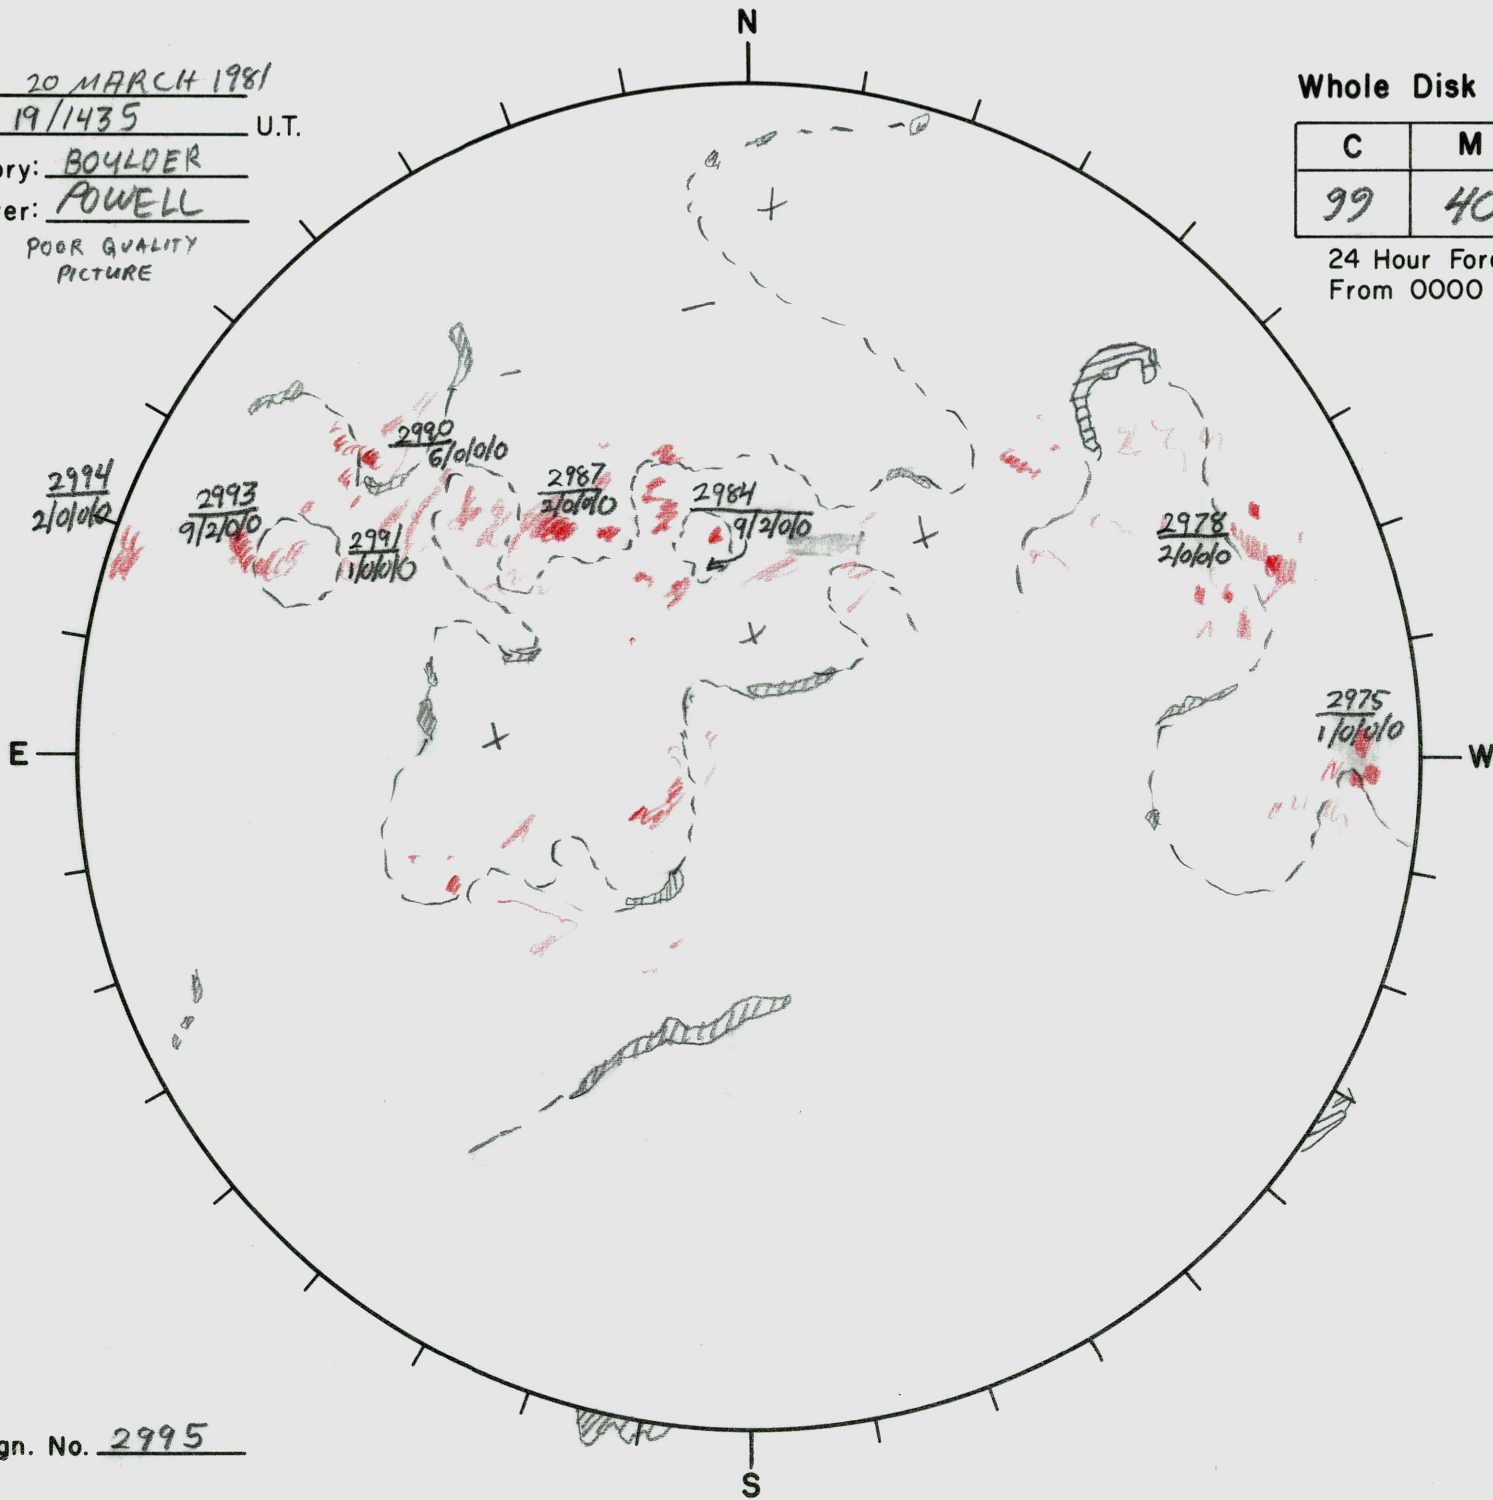 N
20 MARCH 1981
19/1435 U.T.
ory: BOULDER
er: POWELL
POOR QUALITY
PICTURE
Whole Disk
C M
99 40
24 Hour Fore
From 0000
2990
6/0/0/0
2994
2/0/0/0
2993
9/2/0/0
2991
1/0/0/0
2987
2/0/0/0
2984
9/2/0/0
2978
2/0/0/0
2975
1/0/0/0
E
W
gn. No. 2995
S